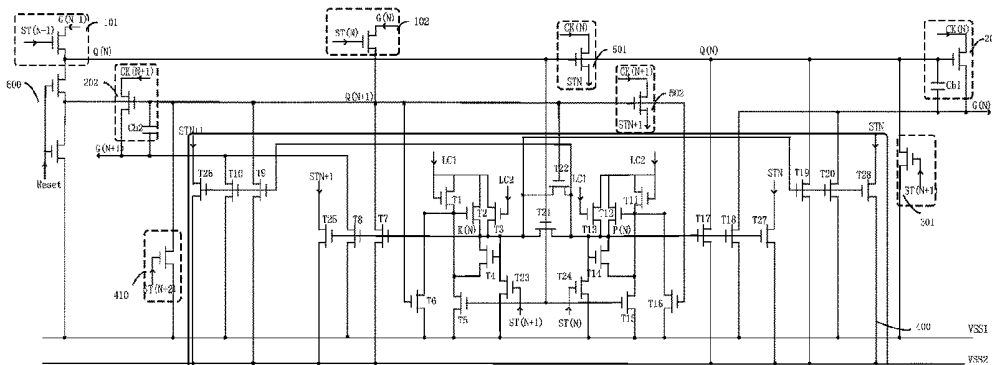 G(N-1)
101
ST(N-1)
Q(N)
600
Reset
202
CK(N+1)
Cb2
G(N+1)
G(N)
102
ST(N)
Q(N+1)
CK(N)
501
STN
CK(N+1)
502
STN+1
Q(N)
CK(N)
Cb1
G(N)
STN+1
T26
T10
T9
STN+1
T25
T8
T7
LC1
T1
T2
LC2
T3
K(N)
T4
T6
T5
T23
ST(N+1)
T22
T21
LC1
LC2
T11
T12
T13
P(N)
T14
T24
ST(N)
T15
T16
T17
T18
T27
STN
T19
T20
T28
STN
ST(N+1)
301
400
410
ST(N+2)
VSS1
VSS2